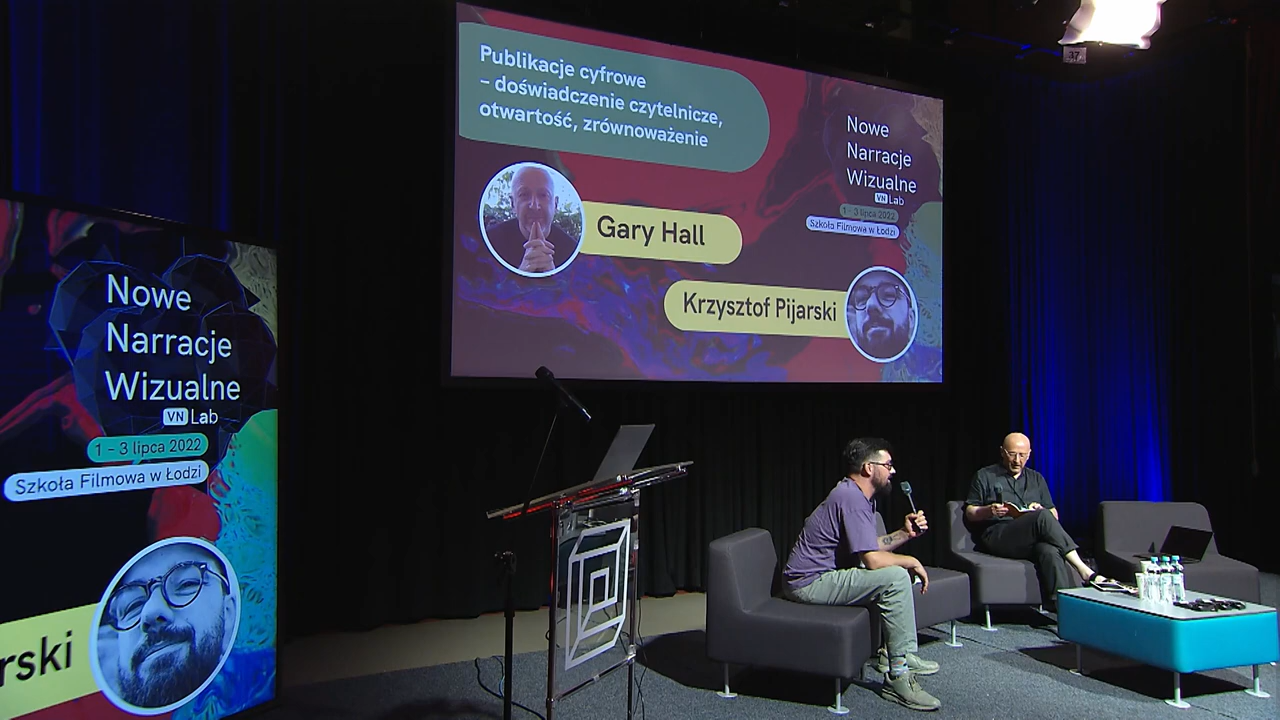 Publikacje cyfrowe
– doświadczenie czytelnicze,
otwartość, zrównoważenie
Nowe
Narracje
Wizualne
VN Lab
1 - 3 lipca 2022
Szkoła Filmowa w Łodzi
Gary Hall
Krzysztof Pijarski
37
Nowe
Narracje
Wizualne
VN Lab
1 – 3 lipca 2022
Szkoła Filmowa w Łodzi
rski